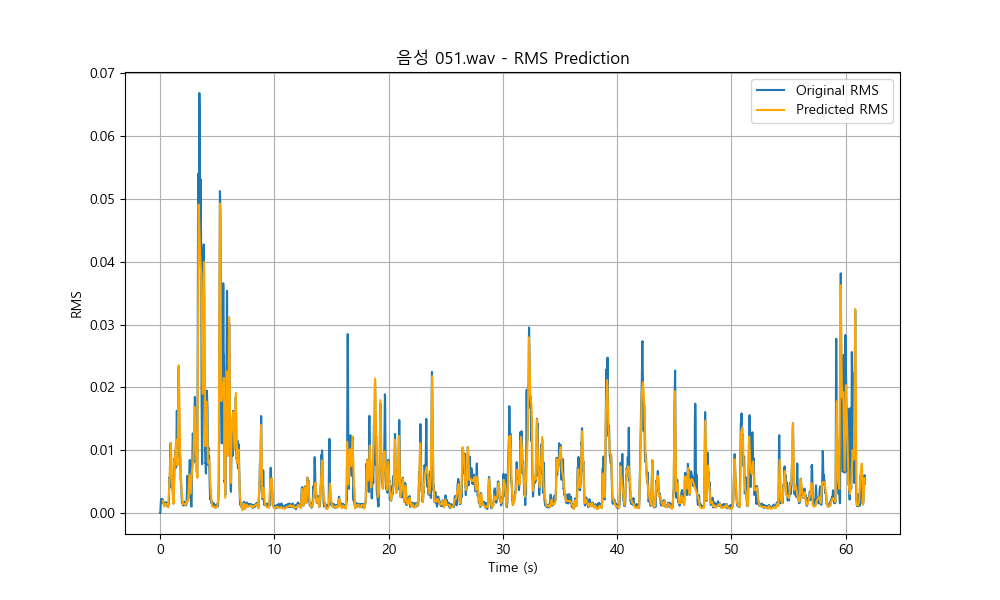 음성 051.wav - RMS Prediction
Original RMS
Predicted RMS
RMS
0.07
0.06
0.05
0.04
0.03
0.02
0.01
0.00
0 10 20 30 40 50 60
Time (s)